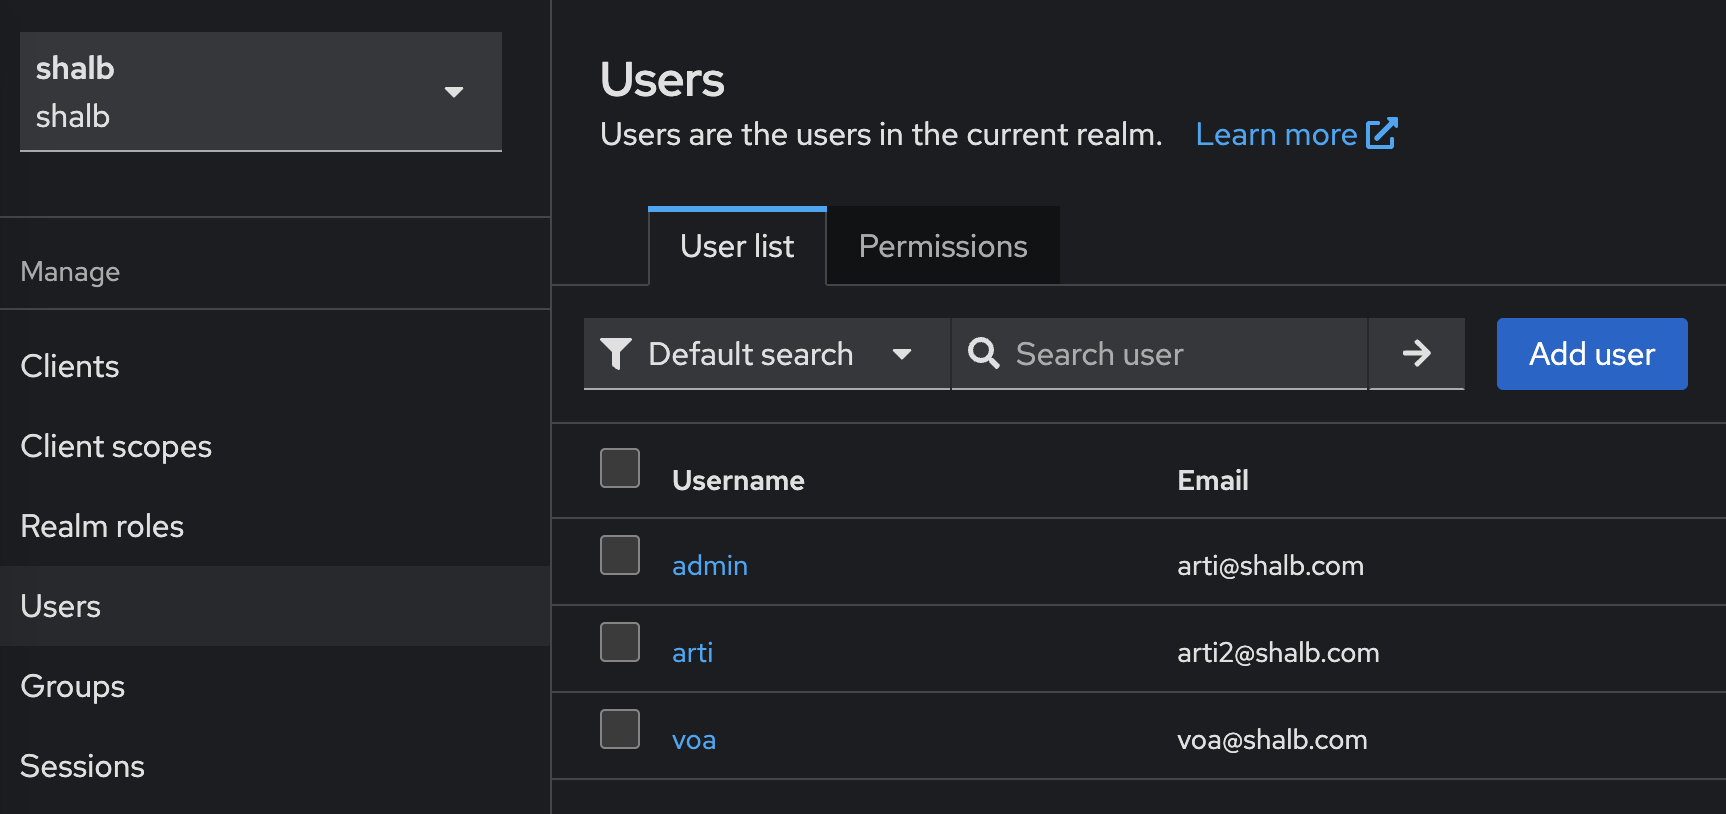 shalb
shalb
Manage
Clients
Client scopes
Realm roles
Users
Groups
Sessions
Users
Users are the users in the current realm. Learn more
User list Permissions
Default search Search user Add user
Username Email
admin arti@shalb.com
arti arti2@shalb.com
voa voa@shalb.com